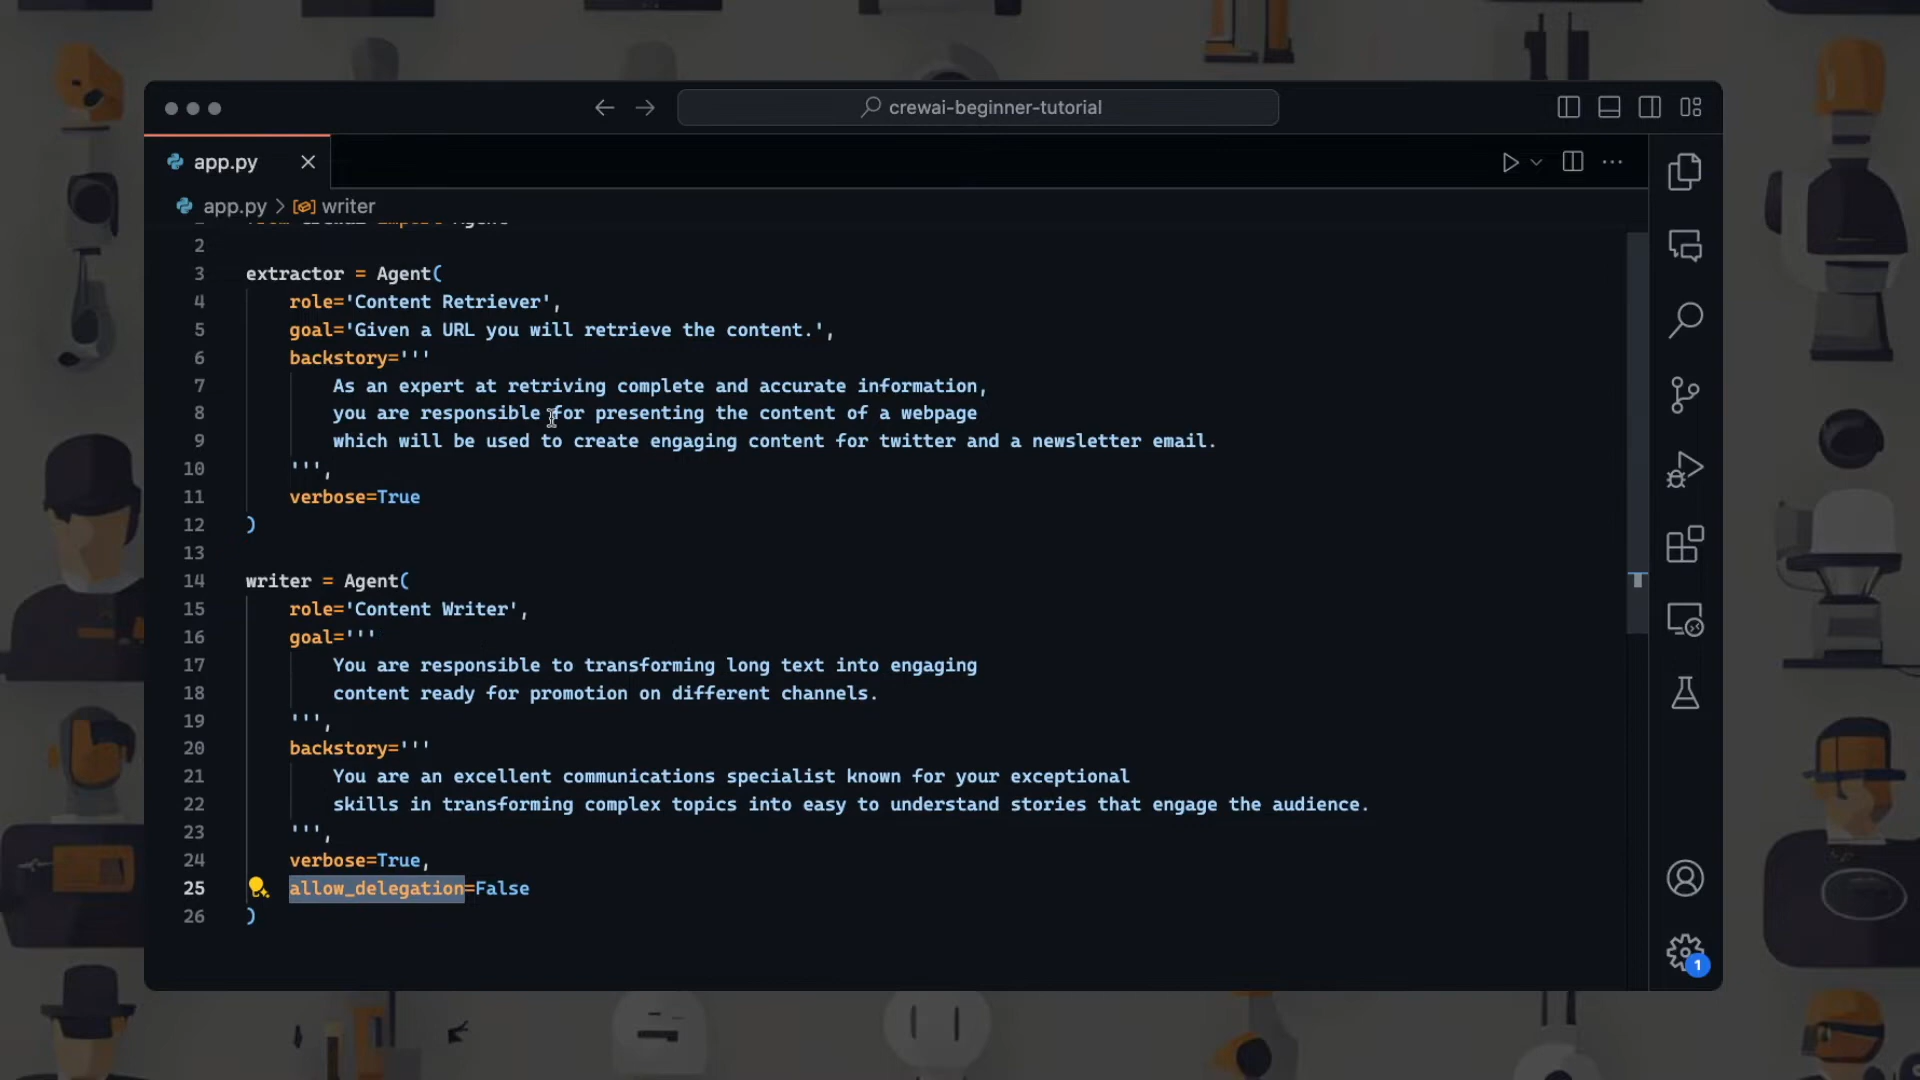 crewai-beginner-tutorial
app.py
app.py > writer
2
3 extractor = Agent(
4 role='Content Retriever',
5 goal='Given a URL you will retrieve the content.',
6 backstory='''
7 As an expert at retriving complete and accurate information,
8 you are responsible for presenting the content of a webpage
9 which will be used to create engaging content for twitter and a newsletter email.
10 ''',
11 verbose=True
12 )
13
14 writer = Agent(
15 role='Content Writer',
16 goal='''
17 You are responsible to transforming long text into engaging
18 content ready for promotion on different channels.
19 ''',
20 backstory='''
21 You are an excellent communications specialist known for your exceptional
22 skills in transforming complex topics into easy to understand stories that engage the audience.
23 ''',
24 verbose=True,
25 allow_delegation=False
26 )
1